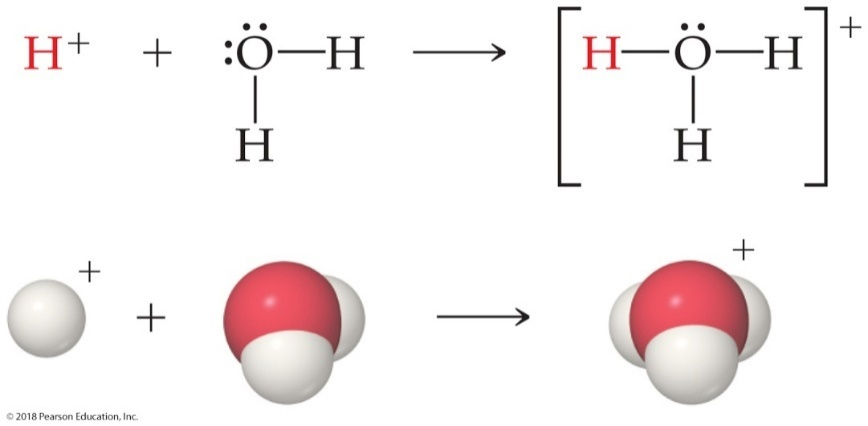 H⁺ + :Ö—H ⟶ [H—Ö—H]⁺
H H
+ + ⟶ +
© 2018 Pearson Education, Inc.